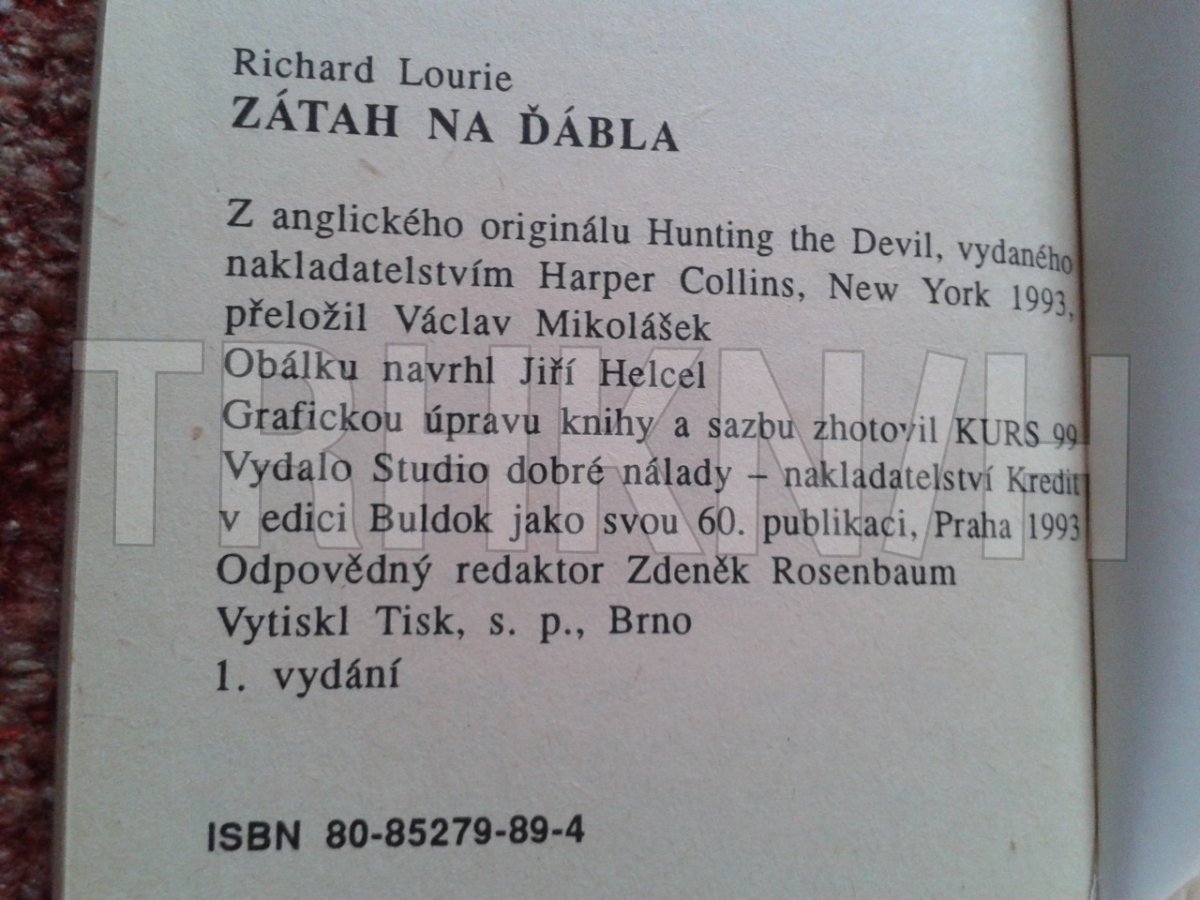 Richard Lourie
ZÁTAH NA ĎÁBLA
Z anglického originálu Hunting the Devil, vydaného
nakladatelstvím Harper Collins, New York 1993,
přeložil Václav Mikolášek
Obálku navrhl Jiří Helcel
Grafickou úpravu knihy a sazbu zhotovil KURS 99
Vydalo Studio dobré nálady – nakladatelství Kredit
v edici Buldok jako svou 60. publikaci, Praha 1993
Odpovědný redaktor Zdeněk Rosenbaum
Vytiskl Tisk, s. p., Brno
1. vydání
ISBN 80-85279-89-4